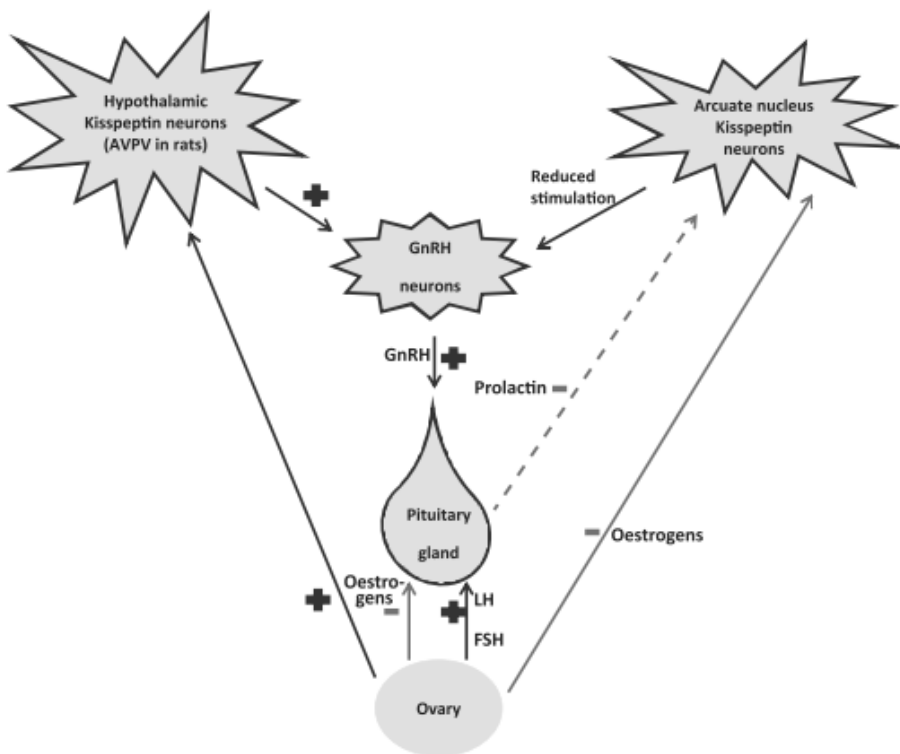 Hypothalamic
Kisspeptin neurons
(AVPV in rats)
Arcuate nucleus
Kisspeptin
neurons
Reduced
stimulation
GnRH
neurons
GnRH
Prolactin
Pituitary
gland
Oestrogens
Oestro-
gens
LH
FSH
Ovary